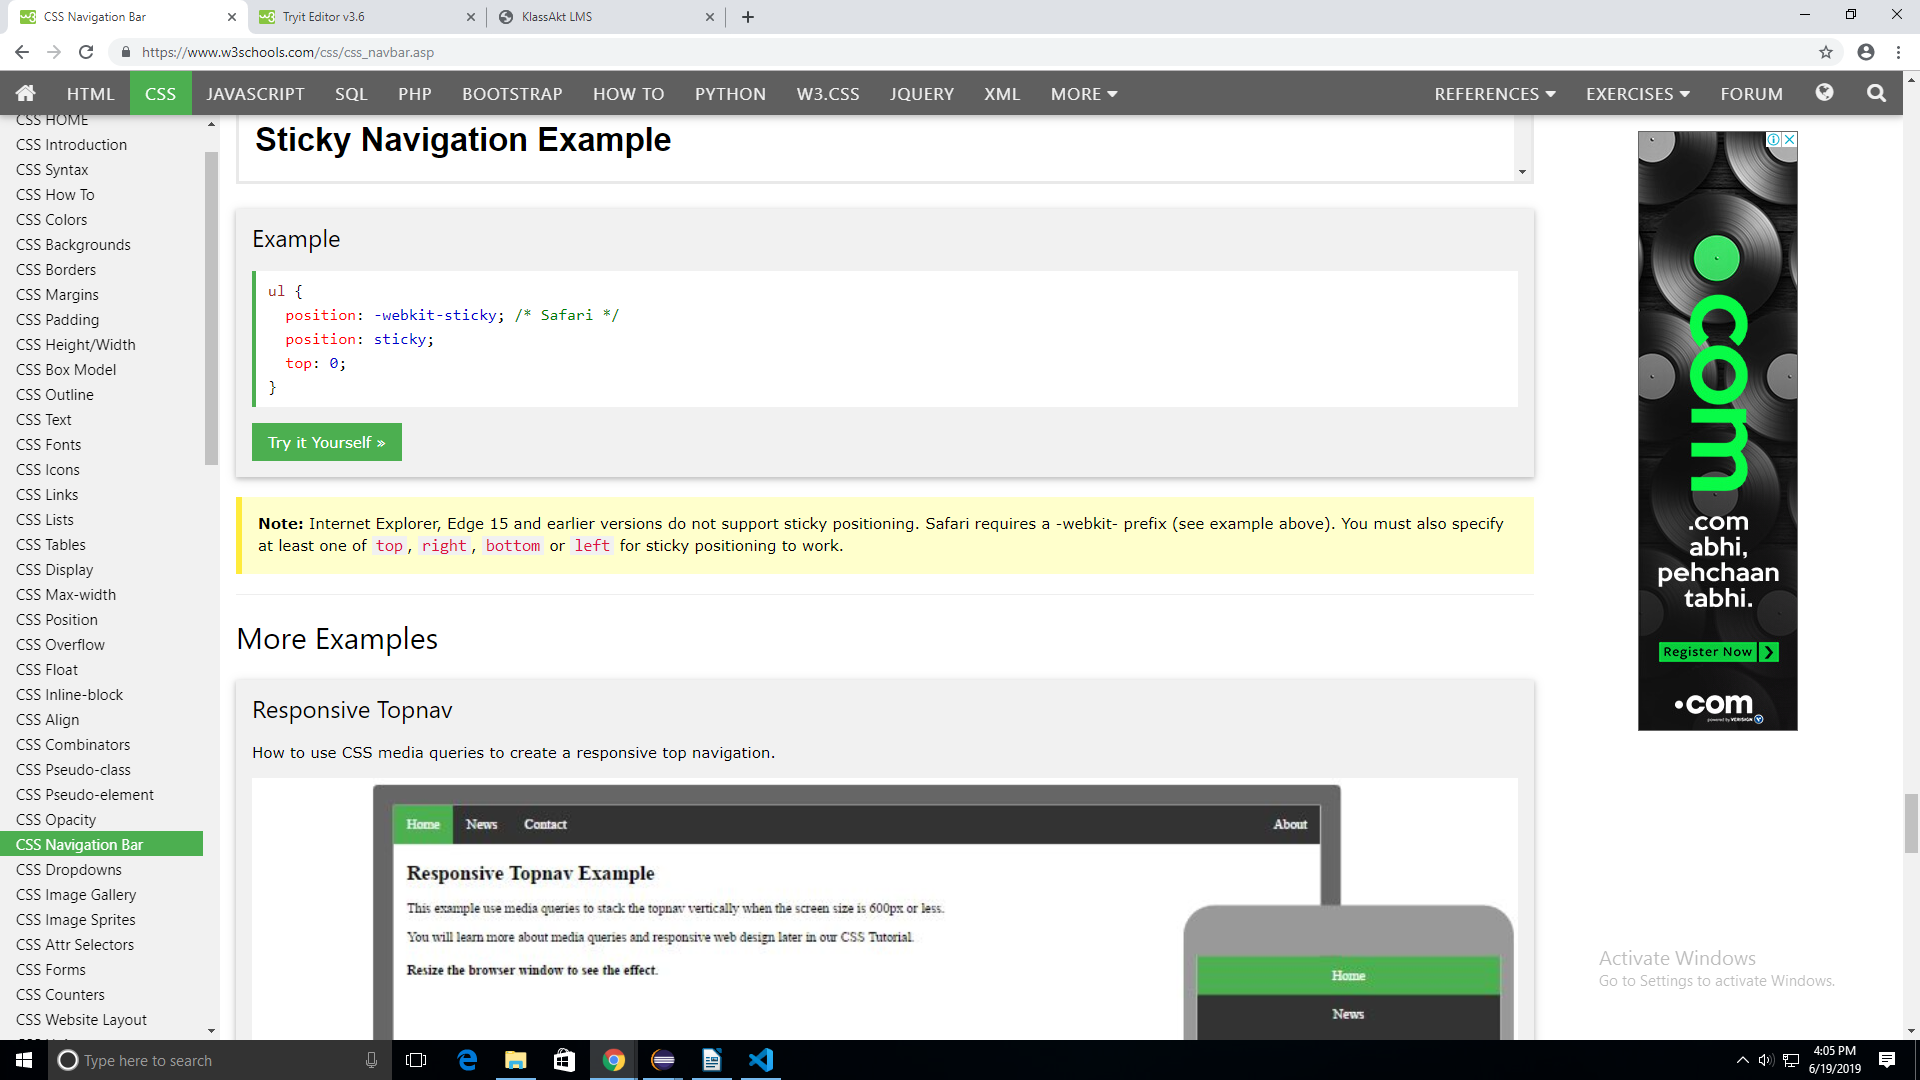 CSS Navigation Bar
Tryit Editor v3.6
KlassAkt LMS
https://www.w3schools.com/css/css_navbar.asp
HTML CSS JAVASCRIPT SQL PHP BOOTSTRAP HOW TO PYTHON W3.CSS JQUERY XML MORE REFERENCES EXERCISES FORUM
CSS HOME
CSS Introduction
CSS Syntax
CSS How To
CSS Colors
CSS Backgrounds
CSS Borders
CSS Margins
CSS Padding
CSS Height/Width
CSS Box Model
CSS Outline
CSS Text
CSS Fonts
CSS Icons
CSS Links
CSS Lists
CSS Tables
CSS Display
CSS Max-width
CSS Position
CSS Overflow
CSS Float
CSS Inline-block
CSS Align
CSS Combinators
CSS Pseudo-class
CSS Pseudo-element
CSS Opacity
CSS Navigation Bar
CSS Dropdowns
CSS Image Gallery
CSS Image Sprites
CSS Attr Selectors
CSS Forms
CSS Counters
CSS Website Layout
Sticky Navigation Example
Example
ul {
position: -webkit-sticky; /* Safari */
position: sticky;
top: 0;
}
Try it Yourself »
Note: Internet Explorer, Edge 15 and earlier versions do not support sticky positioning. Safari requires a -webkit- prefix (see example above). You must also specify
at least one of top, right, bottom or left for sticky positioning to work.
More Examples
Responsive Topnav
How to use CSS media queries to create a responsive top navigation.
Home News Contact About
Responsive Topnav Example
This example use media queries to stack the topnav vertically when the screen size is 600px or less.
You will learn more about media queries and responsive web design later in our CSS Tutorial.
Resize the browser window to see the effect.
Home
News
.com
.com
abhi,
pehchaan
tabhi.
Register Now
.com
powered by VERISIGN
Activate Windows
Go to Settings to activate Windows.
Type here to search
4:05 PM
6/19/2019